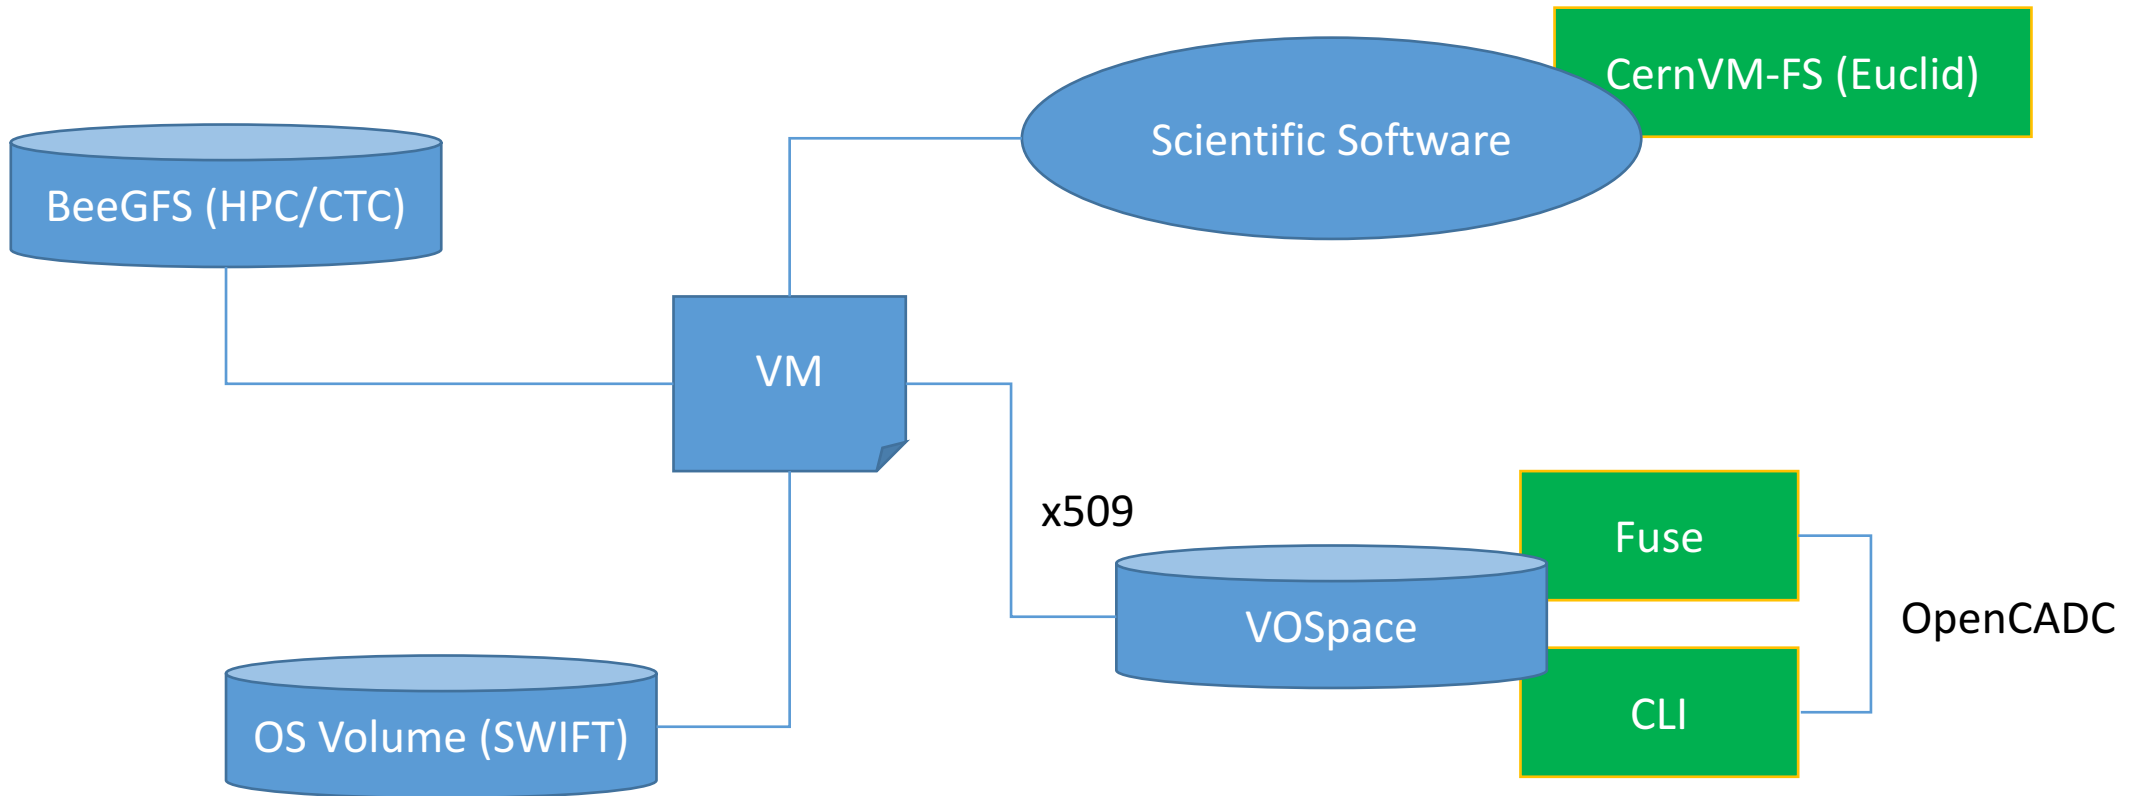 CernVM-FS (Euclid)
Scientific Software
BeeGFS (HPC/CTC)
VM
x509
Fuse
VOSpace
OpenCADC
CLI
OS Volume (SWIFT)